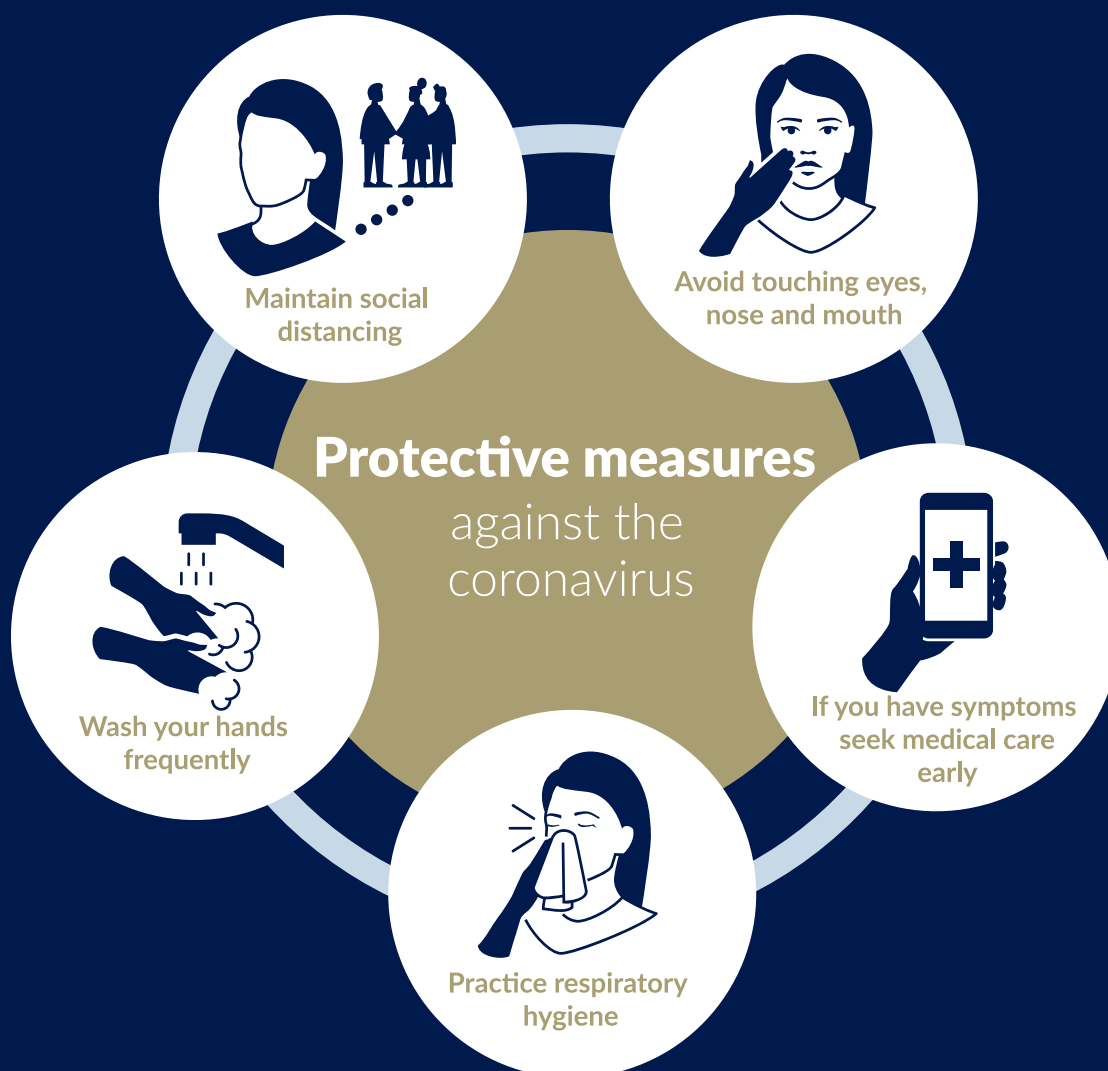 Maintain social
distancing
Avoid touching eyes,
nose and mouth
Protective measures
against the
coronavirus
Wash your hands
frequently
If you have symptoms
seek medical care
early
Practice respiratory
hygiene